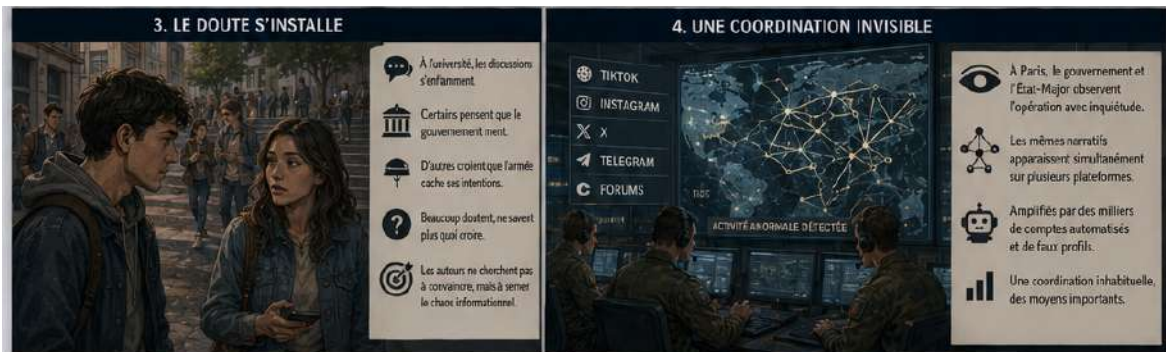 3. LE DOUTE S'INSTALLE
À l'université, les discussions
s'enflamment.
Certains pensent que le
gouvernement ment.
D'autres croient que l'armée
cache ses intentions.
Beaucoup doutent, ne savent
plus quoi croire.
Les auteurs ne cherchent pas
à convaincre, mais à semer
le chaos informationnel.
4. UNE COORDINATION INVISIBLE
TIKTOK
INSTAGRAM
X
TELEGRAM
FORUMS
ACTIVITÉ ANORMALE DÉTECTÉE
À Paris, le gouvernement et
l'État-Major observent
l'opération avec inquiétude.
Les mêmes narratifs
apparaissent simultanément
sur plusieurs plateformes.
Amplifiés par des milliers
de comptes automatisés
et de faux profils.
Une coordination inhabituelle,
des moyens importants.